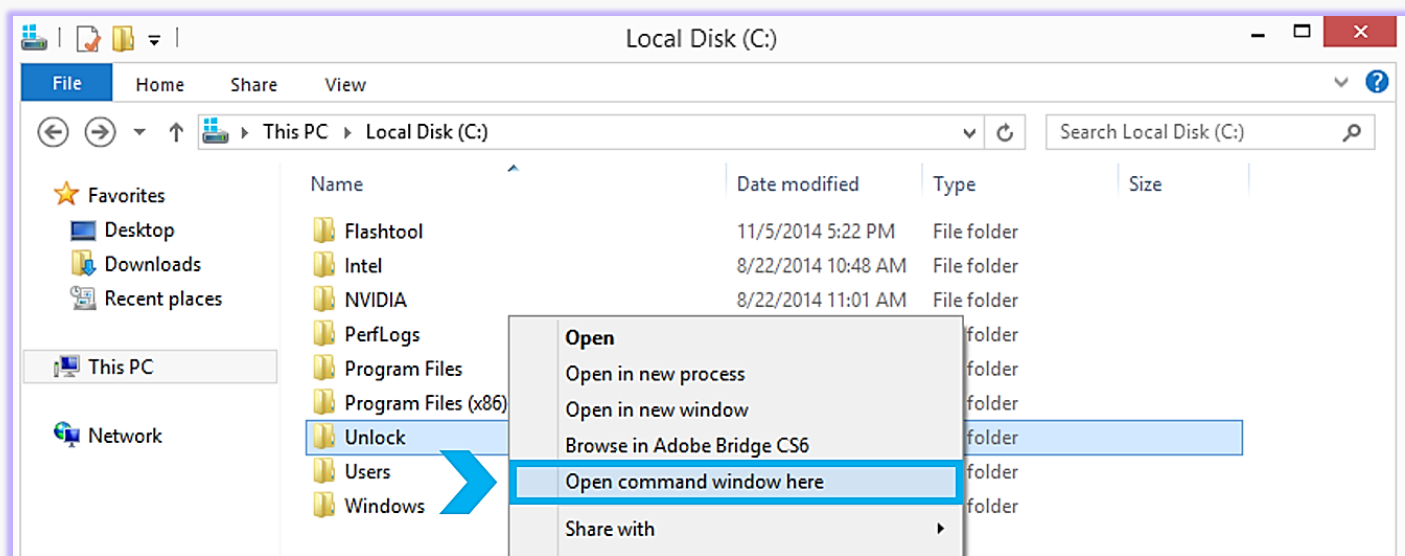 Local Disk (C:)
File Home Share View
This PC Local Disk (C:) Search Local Disk (C:)
Favorites
Desktop
Downloads
Recent places
This PC
Network
Name Date modified Type Size
Flashtool 11/5/2014 5:22 PM File folder
Intel 8/22/2014 10:48 AM File folder
NVIDIA 8/22/2014 11:01 AM File folder
PerfLogs folder
Program Files folder
Program Files (x86) folder
Unlock folder
Users folder
Windows folder
Open
Open in new process
Open in new window
Browse in Adobe Bridge CS6
Open command window here
Share with